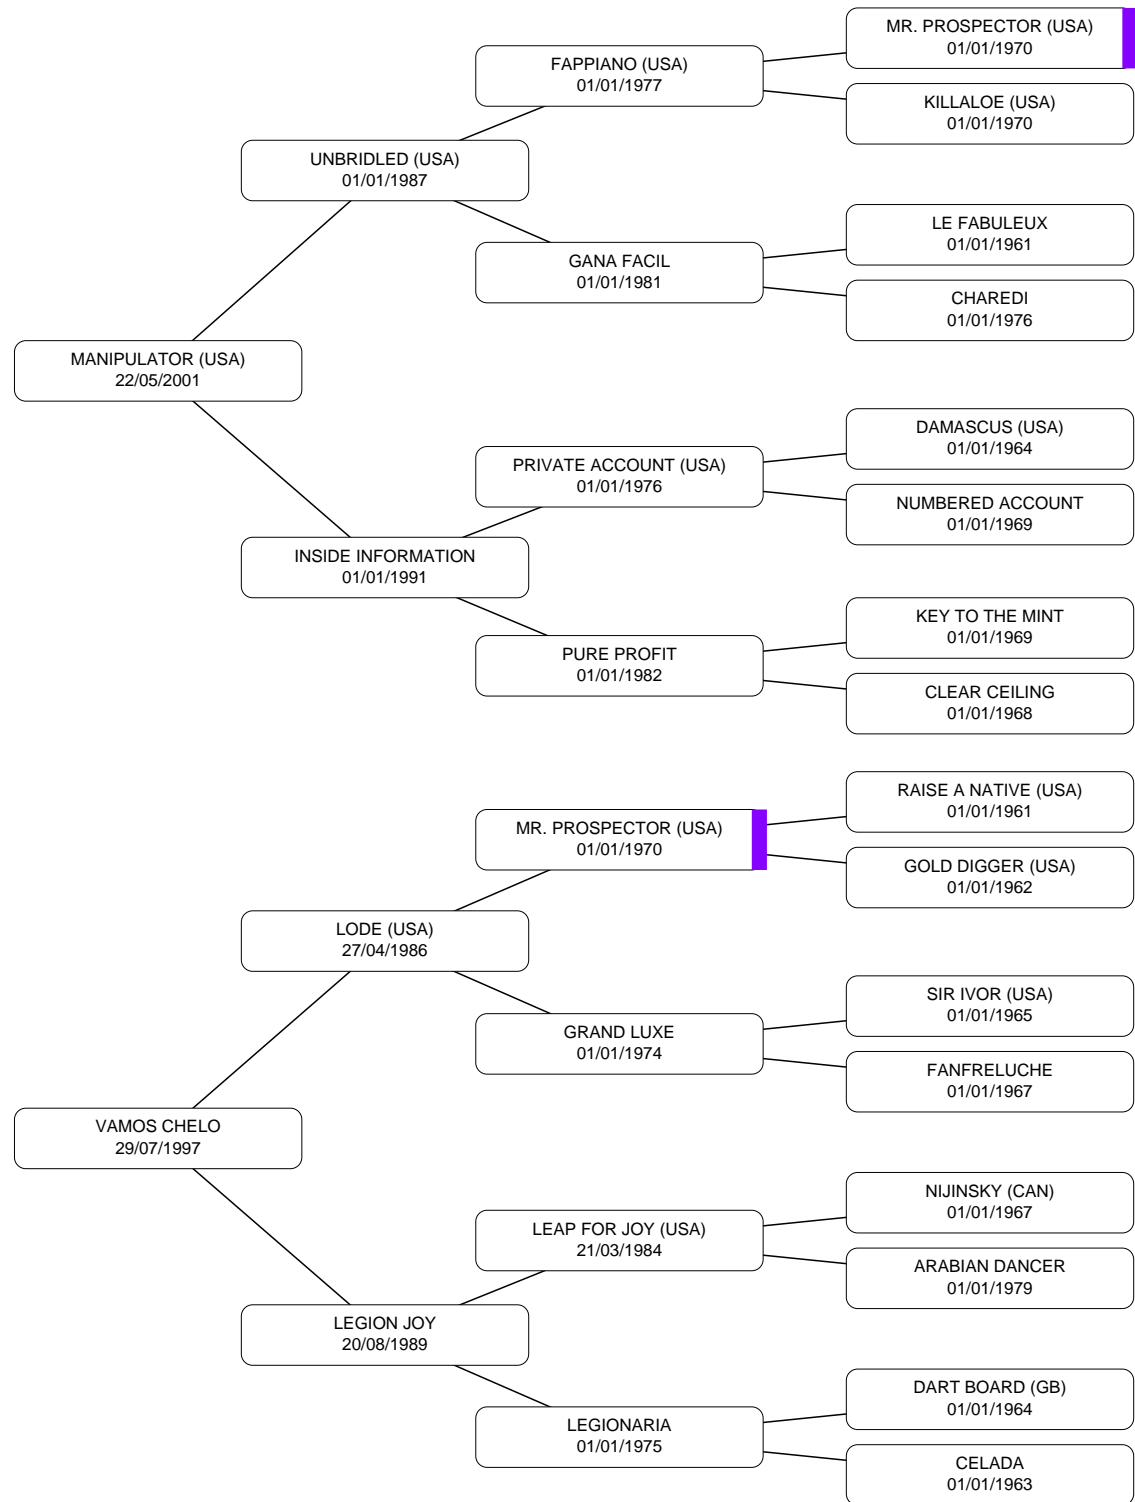 MR. PROSPECTOR (USA)
01/01/1970
FAPPIANO (USA)
01/01/1977
KILLALOE (USA)
01/01/1970
UNBRIDLED (USA)
01/01/1987
LE FABULEUX
01/01/1961
GANA FACIL
01/01/1981
CHAREDI
01/01/1976
MANIPULATOR (USA)
22/05/2001
DAMASCUS (USA)
01/01/1964
PRIVATE ACCOUNT (USA)
01/01/1976
NUMBERED ACCOUNT
01/01/1969
INSIDE INFORMATION
01/01/1991
KEY TO THE MINT
01/01/1969
PURE PROFIT
01/01/1982
CLEAR CEILING
01/01/1968
RAISE A NATIVE (USA)
01/01/1961
MR. PROSPECTOR (USA)
01/01/1970
GOLD DIGGER (USA)
01/01/1962
LODE (USA)
27/04/1986
SIR IVOR (USA)
01/01/1965
GRAND LUXE
01/01/1974
FANFRELUCHE
01/01/1967
VAMOS CHELO
29/07/1997
NIJINSKY (CAN)
01/01/1967
LEAP FOR JOY (USA)
21/03/1984
ARABIAN DANCER
01/01/1979
LEGION JOY
20/08/1989
DART BOARD (GB)
01/01/1964
LEGIONARIA
01/01/1975
CELADA
01/01/1963